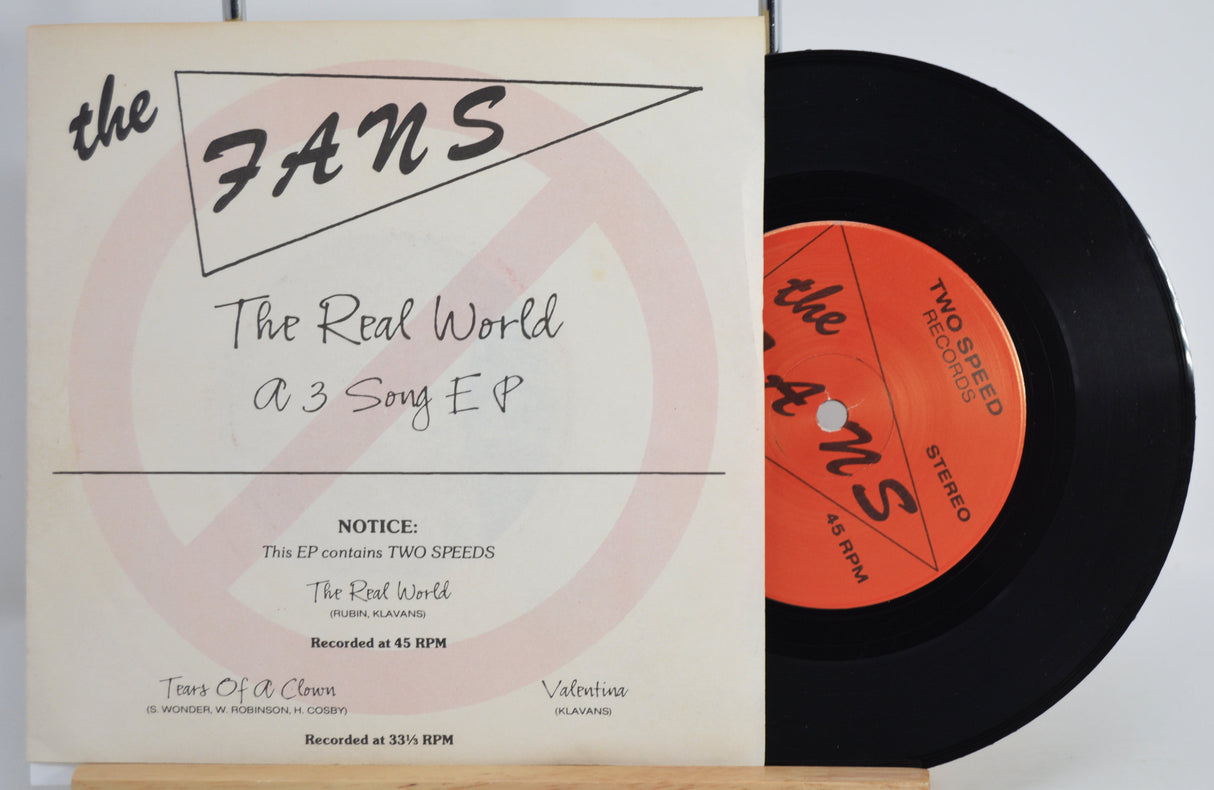 the FANS
The Real World
A 3 Song EP
NOTICE:
This EP contains TWO SPEEDS
The Real World
(RUBIN, KLAVANS)
Recorded at 45 RPM
Tears Of A Clown
(S. WONDER, W. ROBINSON, H. COSBY)
Valentina
(KLAVANS)
Recorded at 33⅓ RPM
the
ANS
TWO SPEED
RECORDS
STEREO
45 RPM